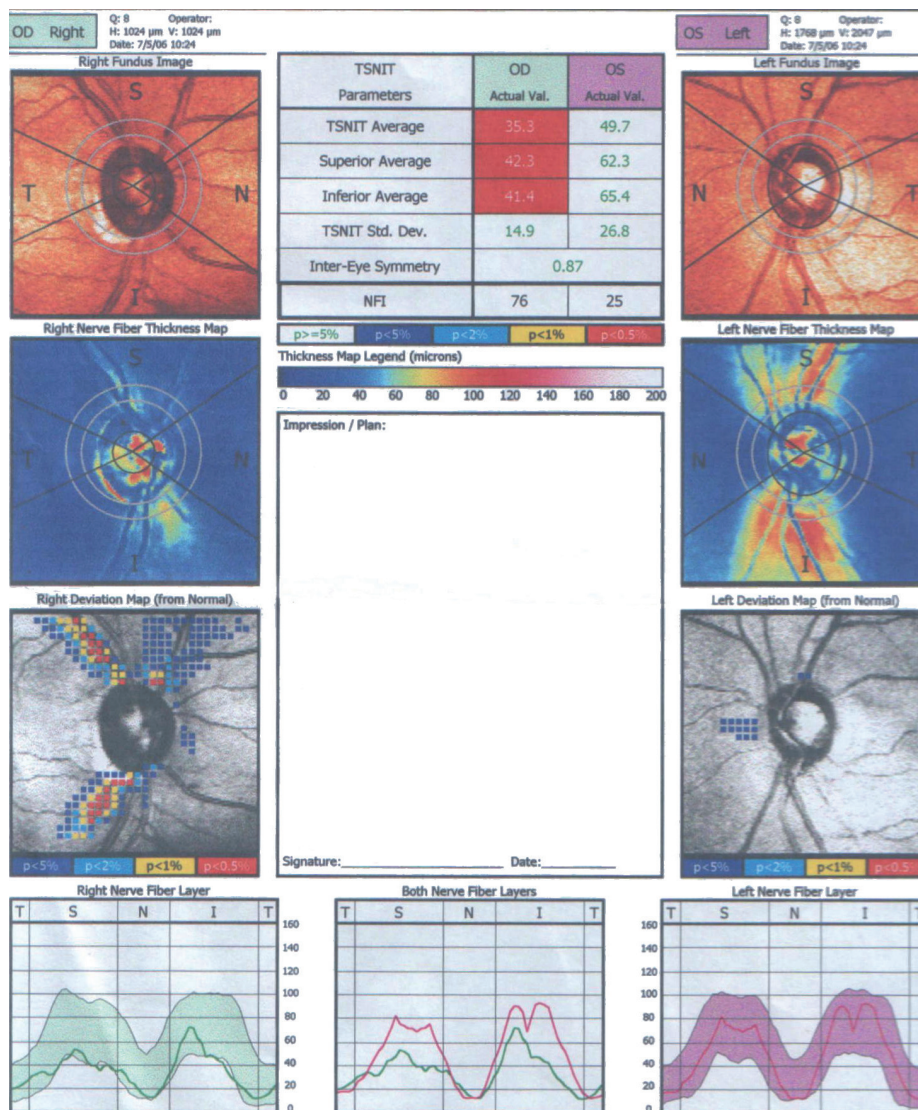 OD Right
Q: 8 Operator:
H: 1024 µm V: 1024 µm
Date: 7/5/06 10:24
OS Left
Q: 8 Operator:
H: 1768 µm V: 2047 µm
Date: 7/5/06 10:24
Right Fundus Image
S
T
N
I
TSNIT Parameters OD Actual Val. OS Actual Val.
TSNIT Average 35.3 49.7
Superior Average 42.3 62.3
Inferior Average 41.4 65.4
TSNIT Std. Dev. 14.9 26.8
Inter-Eye Symmetry 0.87
NFI 76 25
p>=5% p<5% p<2% p<1% p<0.5%
Left Fundus Image
S
N
T
I
Right Nerve Fiber Thickness Map
S
T
N
I
Thickness Map Legend (microns)
0 20 40 60 80 100 120 140 160 180 200
Left Nerve Fiber Thickness Map
S
N
T
I
Impression / Plan:
Right Deviation Map (from Normal)
p<5% p<2% p<1% p<0.5%
Left Deviation Map (from Normal)
p<5% p<2% p<1% p<0.5%
Signature: Date:
Right Nerve Fiber Layer
T S N I T
160
140
120
100
80
60
40
20
0
Both Nerve Fiber Layers
T S N I T
160
140
120
100
80
60
40
20
0
Left Nerve Fiber Layer
T S N I T